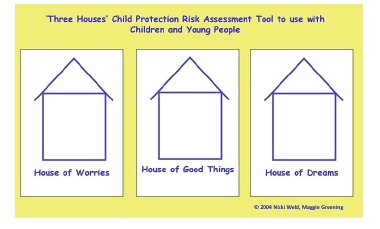 'Three Houses' Child Protection Risk Assessment Tool to use with
Children and Young People
House of Worries
House of Good Things
House of Dreams
© 2004 Nicki Weld, Maggie Greening